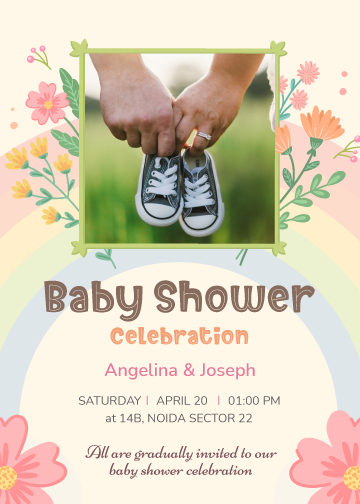 Baby Shower
Celebration
Angelina & Joseph
SATURDAY | APRIL 20 | 01:00 PM
at 14B, NOIDA SECTOR 22
All are gradually invited to our
baby shower celebration